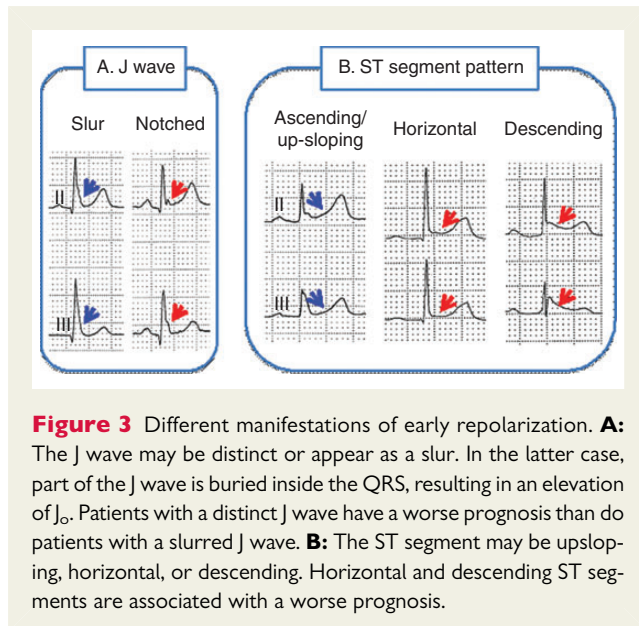 A. J wave
B. ST segment pattern
Slur
Notched
Ascending/
up-sloping
Horizontal
Descending
II
III
II
III
Figure 3 Different manifestations of early repolarization. A:
The J wave may be distinct or appear as a slur. In the latter case,
part of the J wave is buried inside the QRS, resulting in an elevation
of Jo. Patients with a distinct J wave have a worse prognosis than do
patients with a slurred J wave. B: The ST segment may be upslop-
ing, horizontal, or descending. Horizontal and descending ST seg-
ments are associated with a worse prognosis.